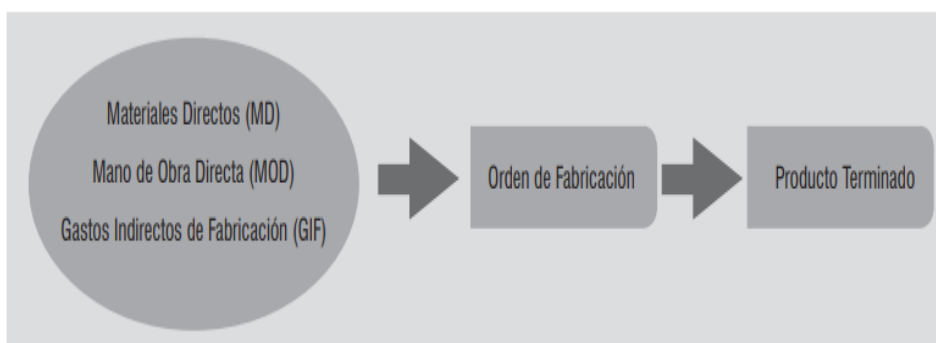 Materiales Directos (MD)
Mano de Obra Directa (MOD)
Gastos Indirectos de Fabricación (GIF)
Orden de Fabricación
Producto Terminado